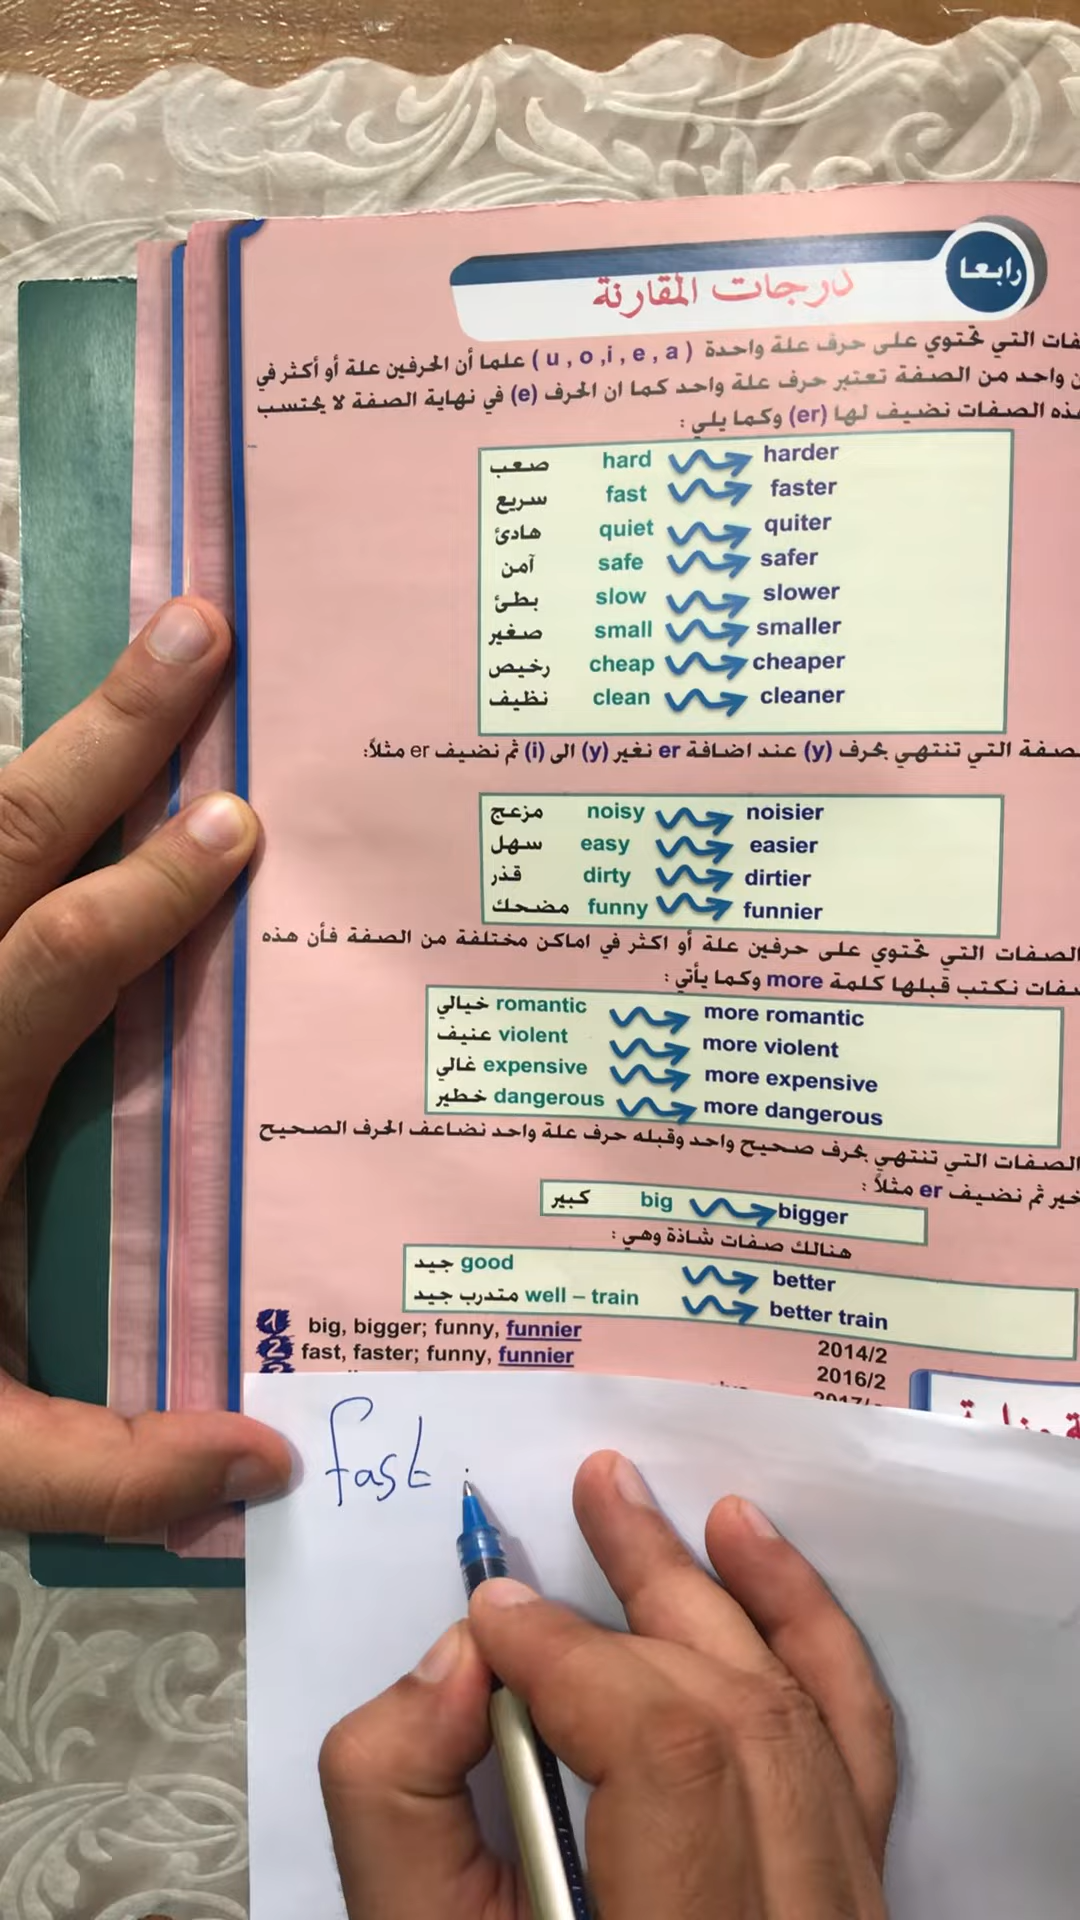 رابعا
درجات المقارنة
التي تحتوي على حرف علة واحدة ( u , o ,i , e , a ) علما أن الحرفين علة أو أكثر في
واحد من الصفة تعتبر حرف علة واحد كما ان الحرف (e) في نهاية الصفة لا يحتسب
الصفات نضيف لها (er) وكما يلي :
صعب hard harder
سريع fast faster
هادئ quiet quiter
آمن safe safer
بطئ slow slower
صغير small smaller
رخيص cheap cheaper
نظيف clean cleaner
التي تنتهي بحرف (y) عند اضافة er نغير (y) الى (i) ثم نضيف er مثلاً:
مزعج noisy noisier
سهل easy easier
قذر dirty dirtier
مضحك funny funnier
الصفات التي تحتوي على حرفين علة أو اكثر في اماكن مختلفة من الصفة فأن هذه
نكتب قبلها كلمة more وكما يأتي :
خيالي romantic more romantic
عنيف violent more violent
غالي expensive more expensive
خطير dangerous more dangerous
الصفات التي تنتهي بحرف صحيح واحد وقبله حرف علة واحد نضاعف الحرف الصحيح
ثم نضيف er مثلاً :
كبير big bigger
هنالك صفات شاذة وهي :
جيد good better
متدرب جيد well – train better train
1 big, bigger; funny, funnier 2014/2
2 fast, faster; funny, funnier 2016/2
fast